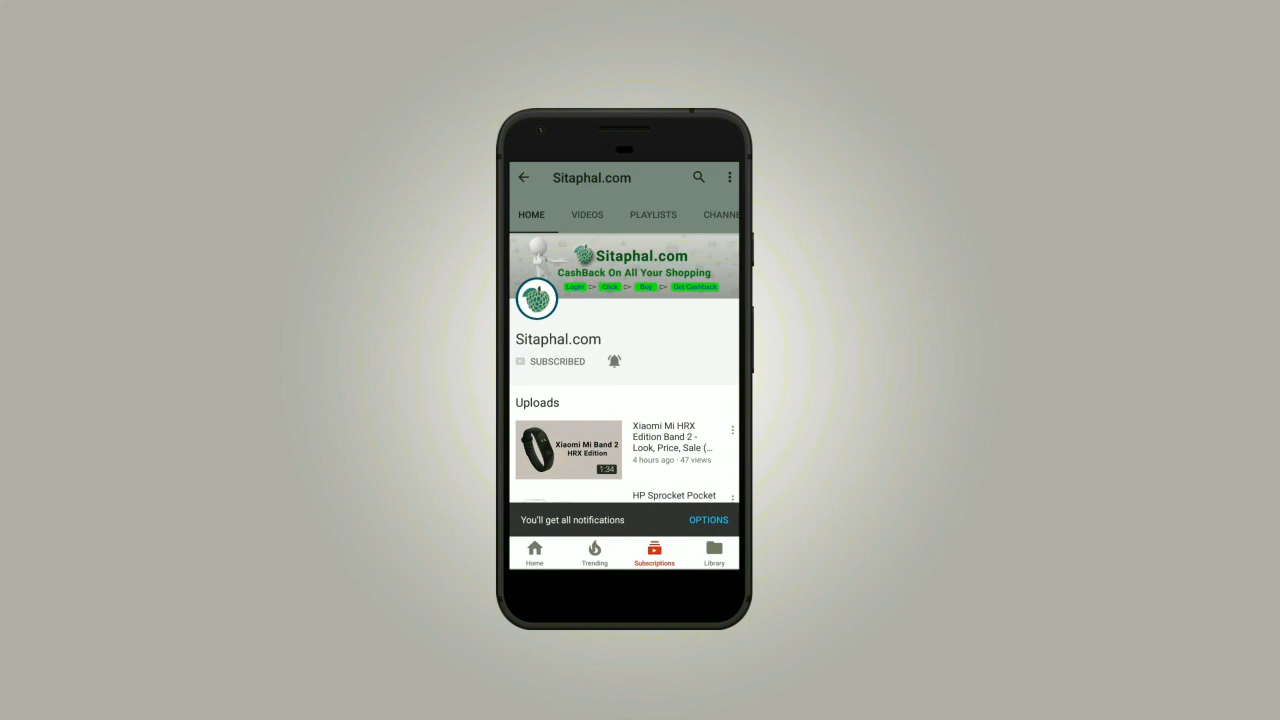 Sitaphal.com
HOME VIDEOS PLAYLISTS CHANNE
Sitaphal.com
CashBack On All Your Shopping
Login Click Buy Get Cashback
Sitaphal.com
SUBSCRIBED
Uploads
Xiaomi Mi Band 2
HRX Edition
1:34
Xiaomi Mi HRX
Edition Band 2 -
Look, Price, Sale (...
4 hours ago · 47 views
HP Sprocket Pocket
You'll get all notifications OPTIONS
Home Trending Subscriptions Library